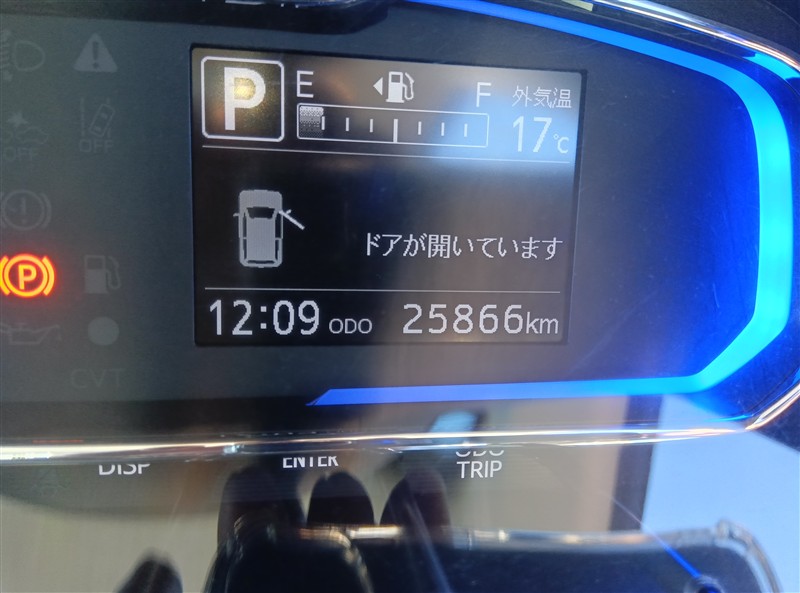 P E F 外気温
17℃
OFF OFF
ドアが開いています
P
12:09 ODO 25866km
CVT
DISP ENTER ODO
TRIP